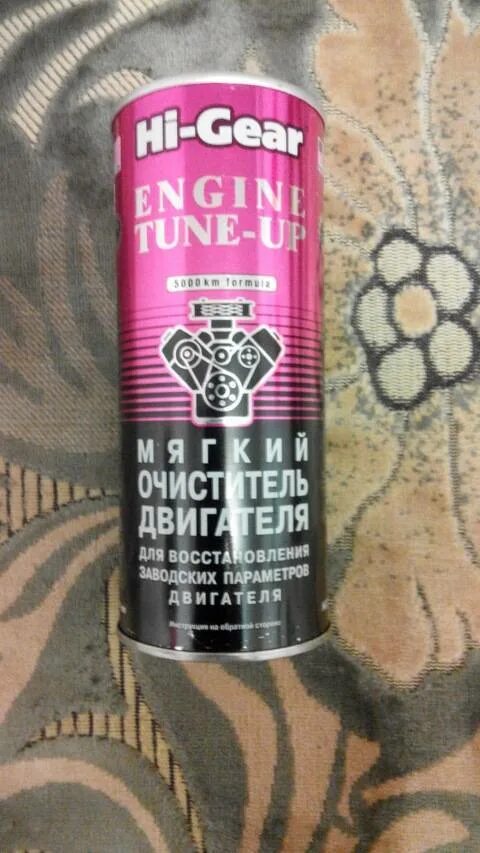 Hi-Gear
ENGINE
TUNE-UP
5000 km formula
МЯГКИЙ
ОЧИСТИТЕЛЬ
ДВИГАТЕЛЯ
ДЛЯ ВОССТАНОВЛЕНИЯ
ЗАВОДСКИХ ПАРАМЕТРОВ
ДВИГАТЕЛЯ
инструкция на обратной стороне